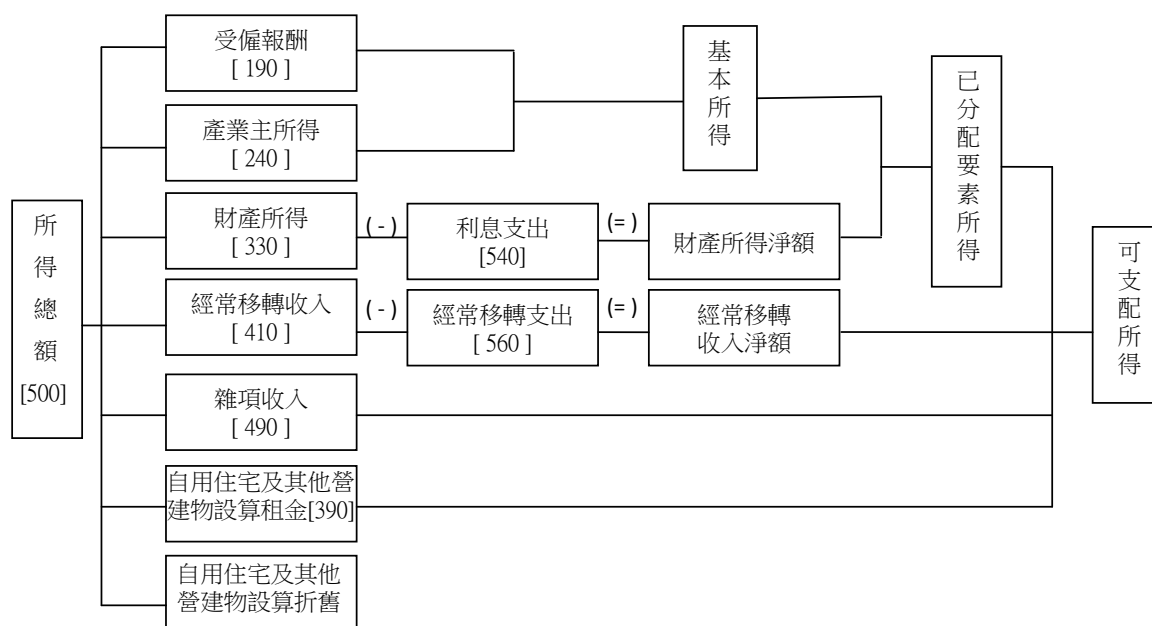 所得總額
[500]
受僱報酬
[ 190 ]
產業主所得
[ 240 ]
財產所得
[ 330 ]
( - )
利息支出
[540]
(= )
財產所得淨額
經常移轉收入
[ 410 ]
( - )
經常移轉支出
[ 560 ]
(= )
經常移轉
收入淨額
雜項收入
[ 490 ]
自用住宅及其他營
建物設算租金[390]
自用住宅及其他
營建物設算折舊
基本所得
已分配要素所得
可支配所得